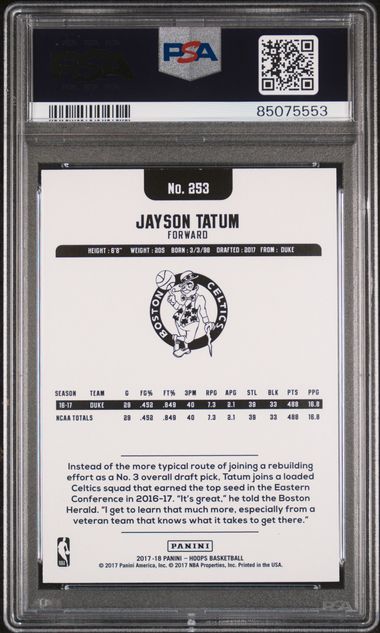 PSA
85075553
No. 253
JAYSON TATUM
FORWARD
HEIGHT : 6'8" WEIGHT : 205 BORN : 3/3/98 DRAFTED : 2017 FROM : DUKE
BOSTON CELTICS
SEASON TEAM G FG% FT% 3PM RPG APG STL BLK PTS PPG
16-17 DUKE 29 .452 .849 40 7.3 2.1 39 33 488 16.8
NCAA TOTALS 29 .452 .849 40 7.3 2.1 39 33 488 16.8
Instead of the more typical route of joining a rebuilding
effort as a No. 3 overall draft pick, Tatum joins a loaded
Celtics squad that earned the top seed in the Eastern
Conference in 2016-17. "It's great," he told the Boston
Herald. "I get to learn that much more, especially from a
veteran team that knows what it takes to get there."
PANINI
2017-18 PANINI - HOOPS BASKETBALL
© 2017 Panini America, Inc. © 2017 NBA Properties, Inc. Printed in the USA.
PSA